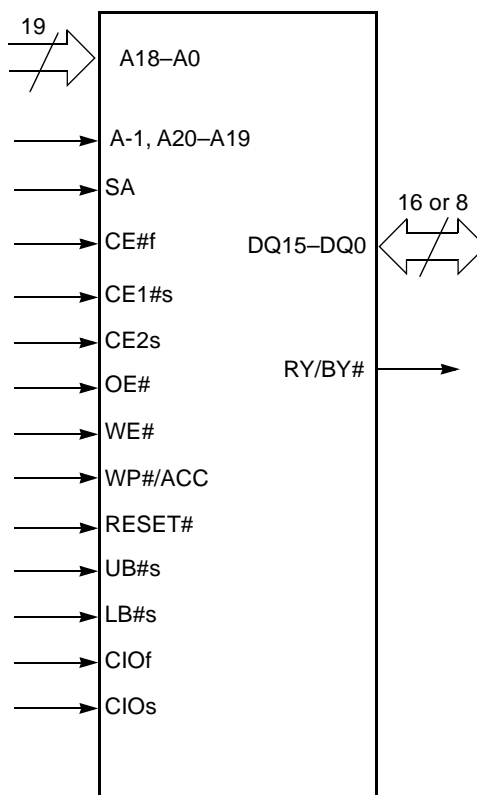 19
A18–A0
A-1, A20–A19
SA
16 or 8
CE#f
DQ15–DQ0
CE1#s
CE2s
RY/BY#
OE#
WE#
WP#/ACC
RESET#
UB#s
LB#s
CIOf
CIOs